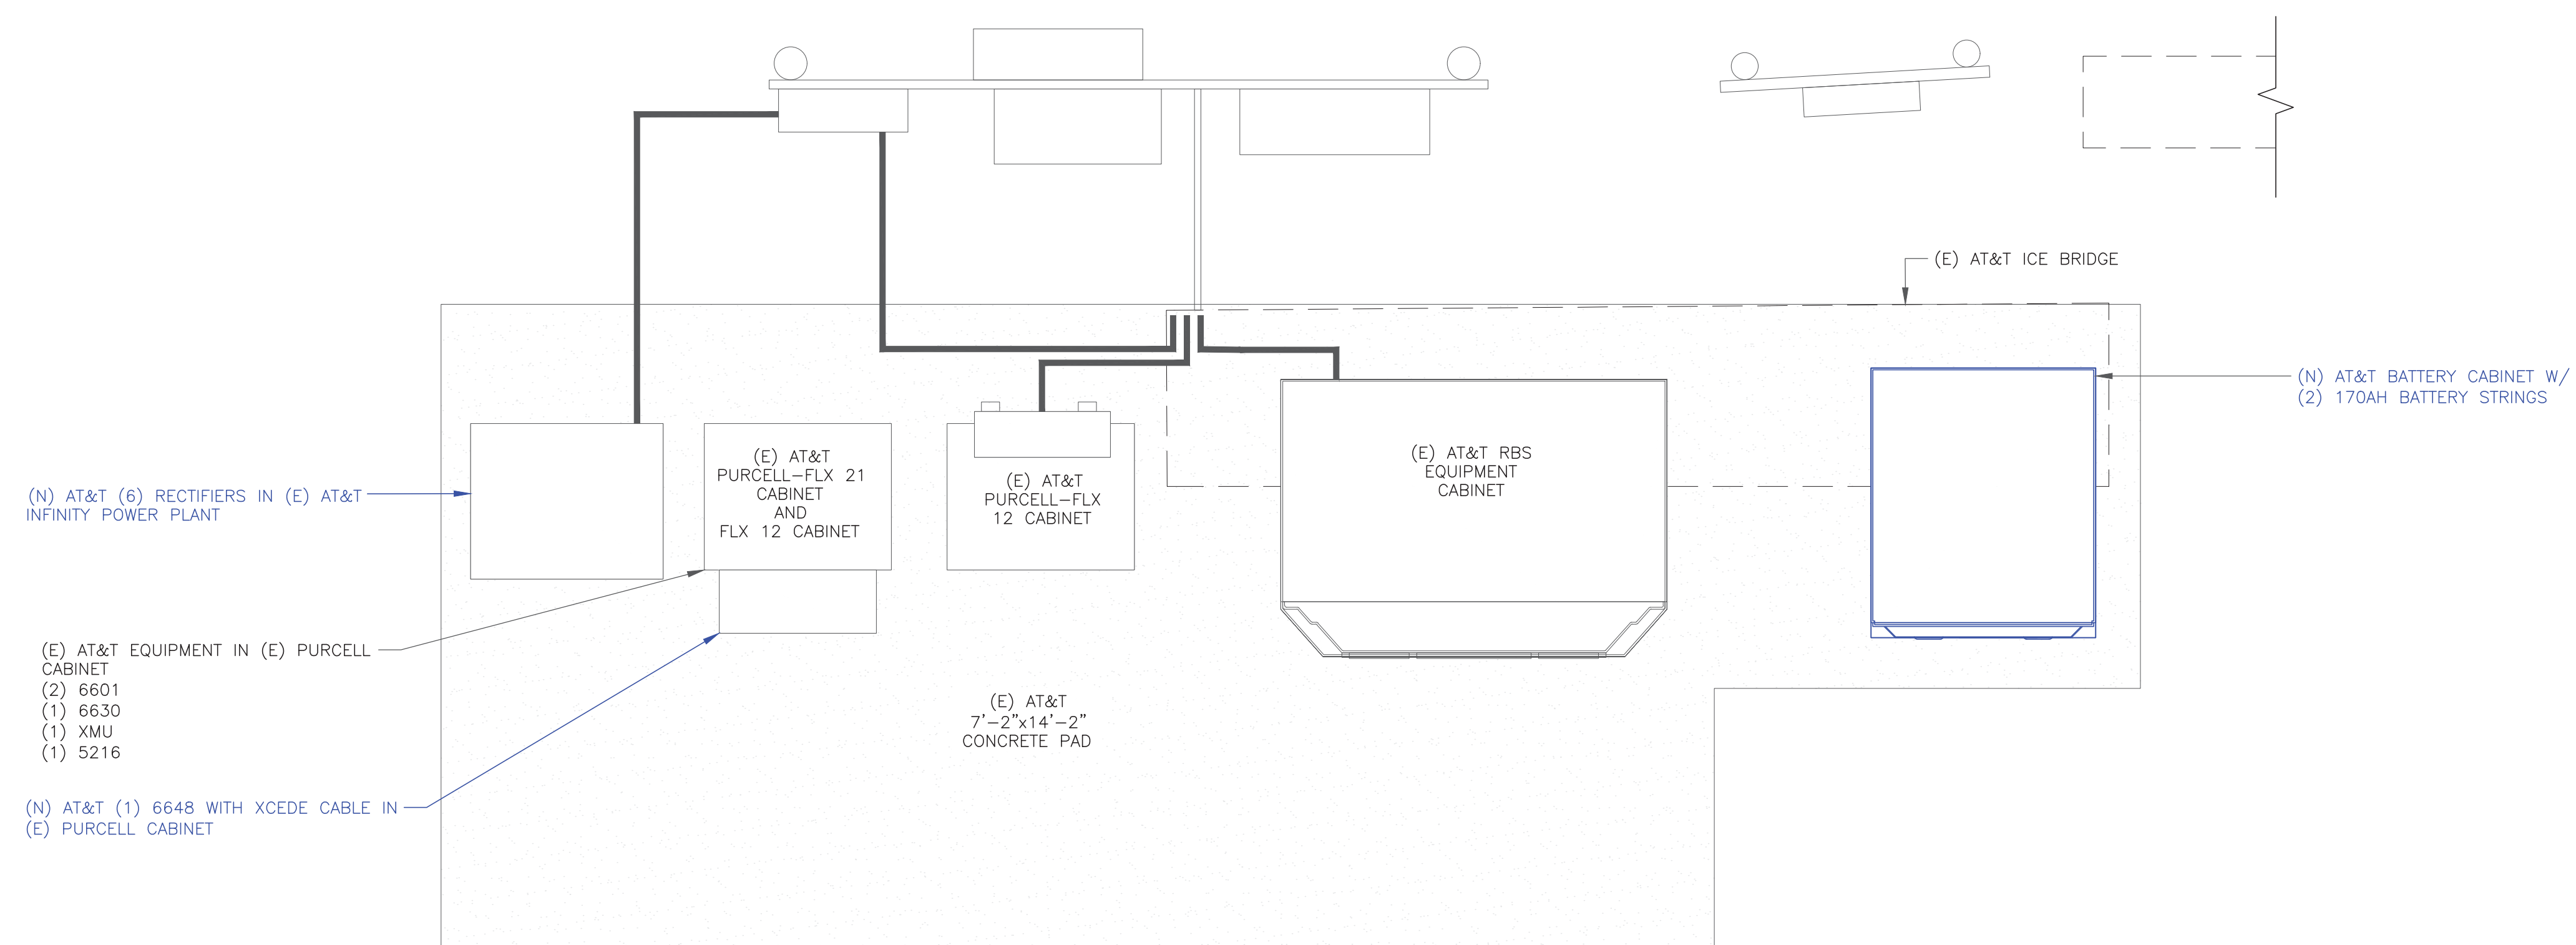 (E) AT&T ICE BRIDGE
(N) AT&T BATTERY CABINET W/
(2) 170AH BATTERY STRINGS
(E) AT&T
PURCELL-FLX 21
CABINET
AND
FLX 12 CABINET
(E) AT&T
PURCELL-FLX
12 CABINET
(E) AT&T RBS
EQUIPMENT
CABINET
(N) AT&T (6) RECTIFIERS IN (E) AT&T
INFINITY POWER PLANT
(E) AT&T EQUIPMENT IN (E) PURCELL
CABINET
(2) 6601
(1) 6630
(1) XMU
(1) 5216
(E) AT&T
7'-2"x14'-2"
CONCRETE PAD
(N) AT&T (1) 6648 WITH XCEDE CABLE IN
(E) PURCELL CABINET